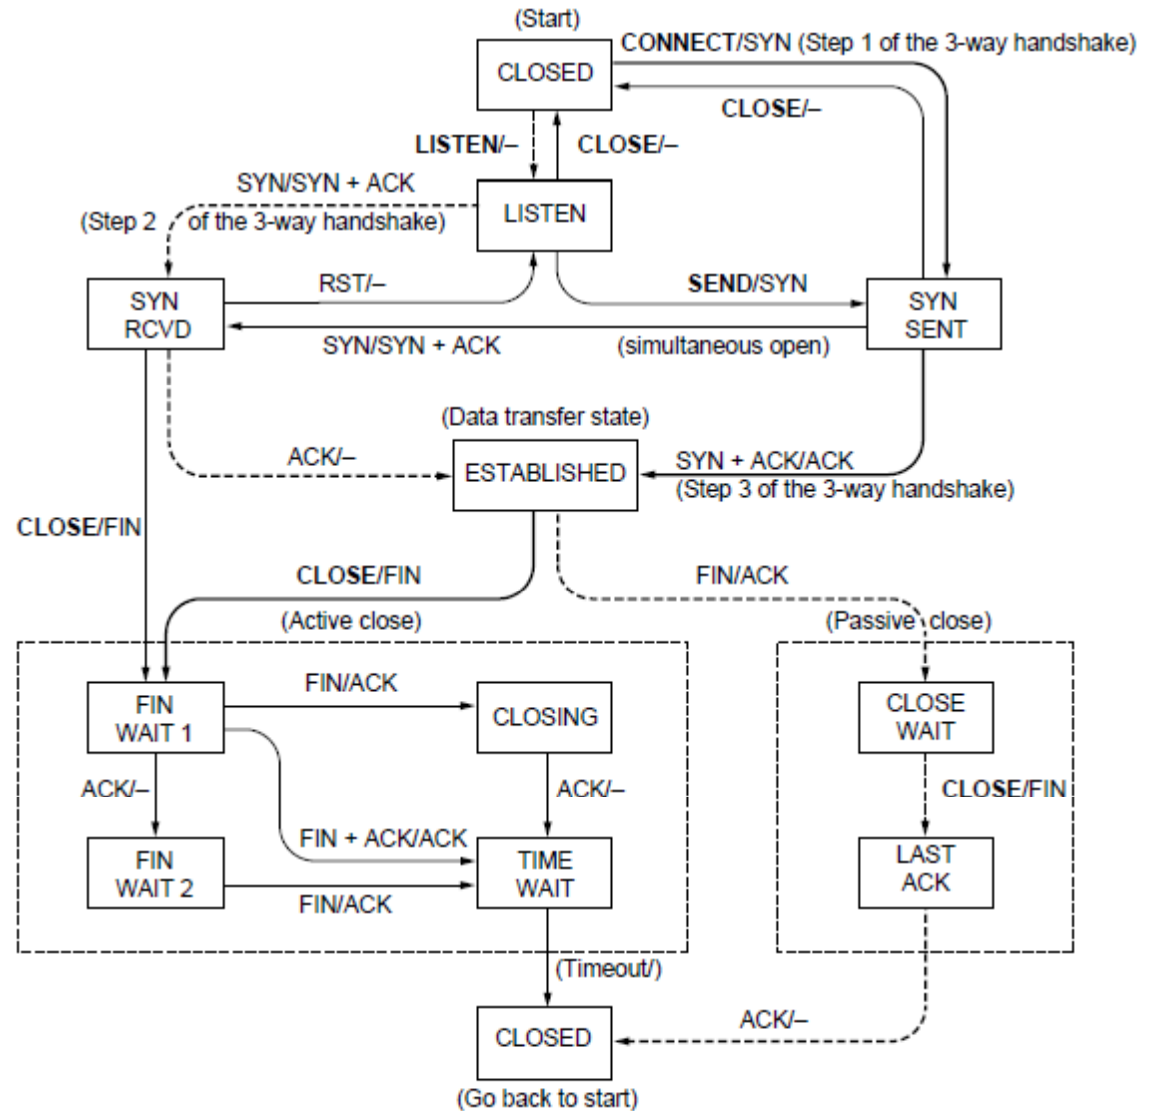 (Start)
CONNECT/SYN (Step 1 of the 3-way handshake)
CLOSED
CLOSE/–
LISTEN/–
CLOSE/–
SYN/SYN + ACK
(Step 2 of the 3-way handshake)
LISTEN
RST/–
SEND/SYN
SYN
RCVD
SYN
SENT
SYN/SYN + ACK
(simultaneous open)
(Data transfer state)
ACK/–
ESTABLISHED
SYN + ACK/ACK
(Step 3 of the 3-way handshake)
CLOSE/FIN
CLOSE/FIN
FIN/ACK
(Active close)
(Passive close)
FIN/ACK
FIN
WAIT 1
CLOSING
CLOSE
WAIT
ACK/–
ACK/–
CLOSE/FIN
FIN + ACK/ACK
FIN
WAIT 2
TIME
WAIT
LAST
ACK
FIN/ACK
(Timeout/)
ACK/–
CLOSED
(Go back to start)